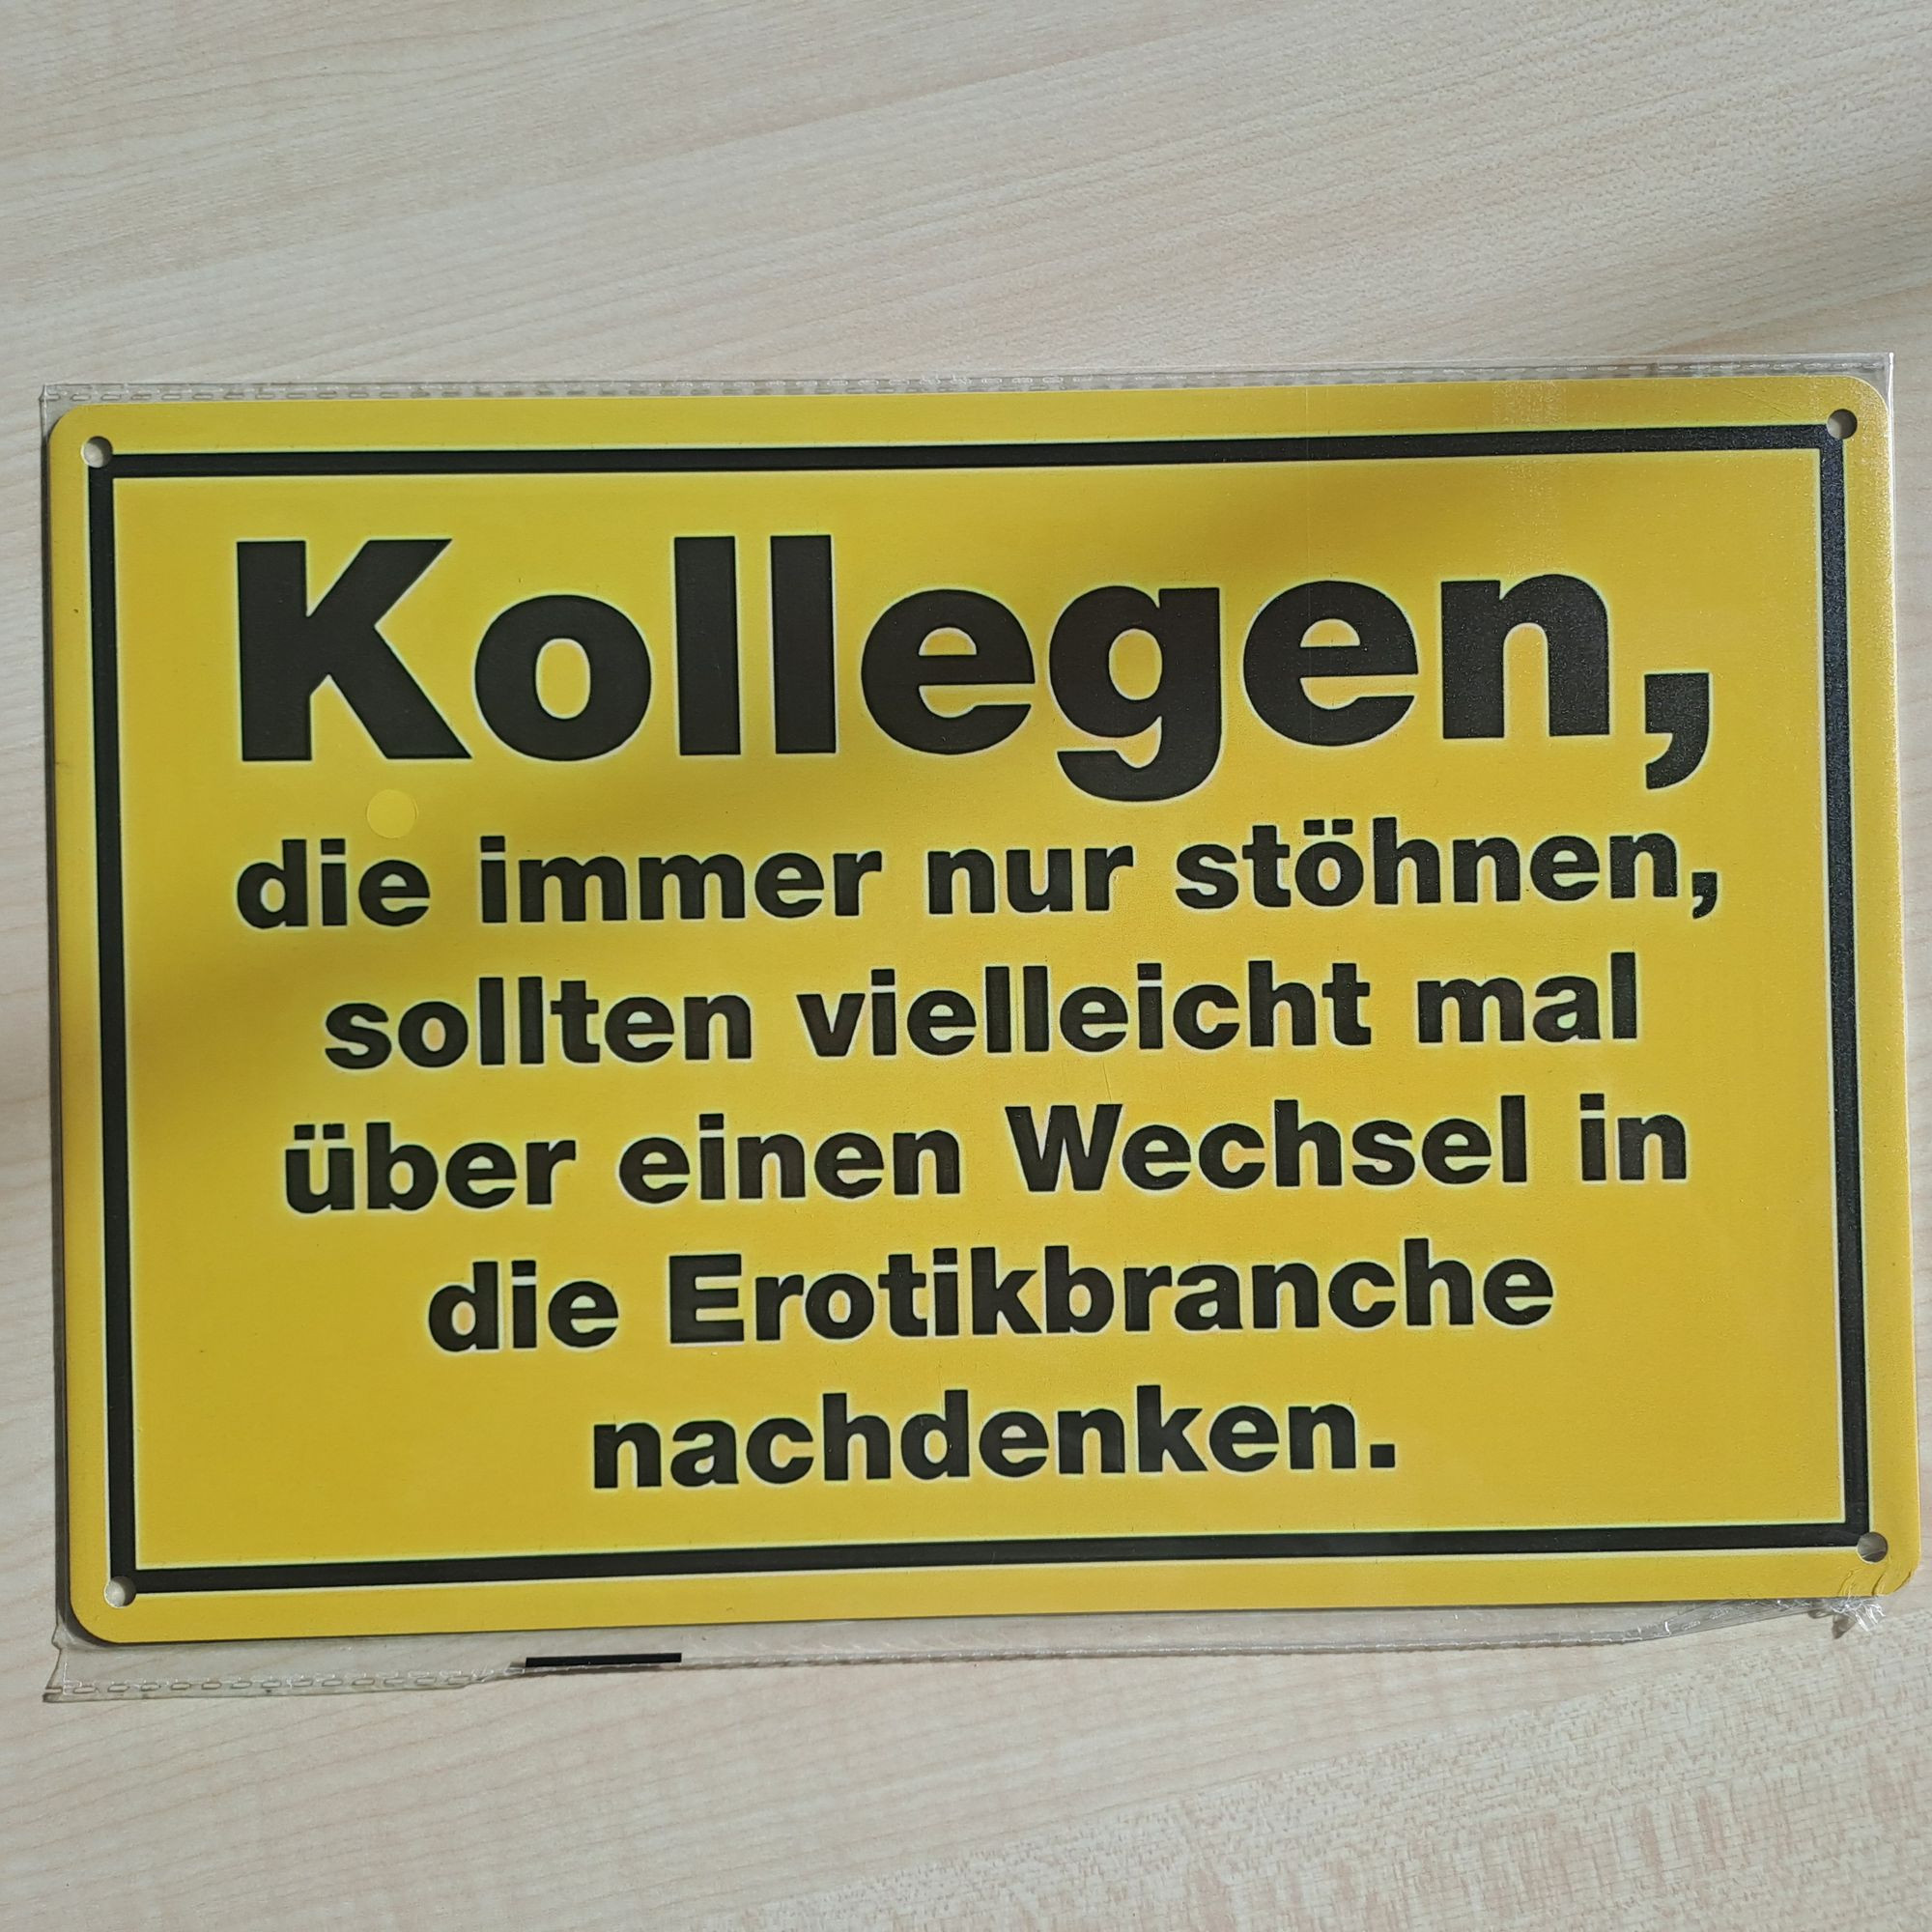 Kollegen,
die immer nur stöhnen,
sollten vielleicht mal
über einen Wechsel in
die Erotikbranche
nachdenken.